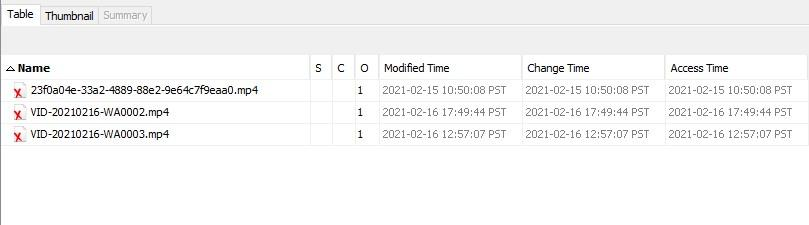 Table Thumbnail Summary
Name S C O Modified Time Change Time Access Time
23f0a04e-33a2-4889-88e2-9e64c7f9eaa0.mp4 1 2021-02-15 10:50:08 PST 2021-02-15 10:50:08 PST 2021-02-15 10:50:08 PST
VID-20210216-WA0002.mp4 1 2021-02-16 17:49:44 PST 2021-02-16 17:49:44 PST 2021-02-16 17:49:44 PST
VID-20210216-WA0003.mp4 1 2021-02-16 12:57:07 PST 2021-02-16 12:57:07 PST 2021-02-16 12:57:07 PST